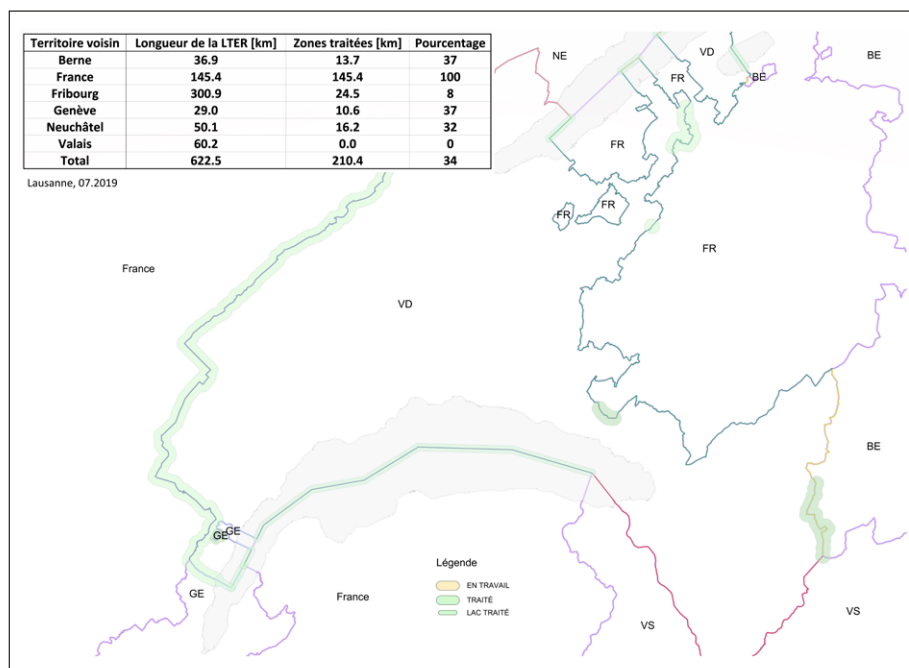 Territoire voisin Longueur de la LTER [km] Zones traitées [km] Pourcentage
Berne 36.9 13.7 37
France 145.4 145.4 100
Fribourg 300.9 24.5 8
Genève 29.0 10.6 37
Neuchâtel 50.1 16.2 32
Valais 60.2 0.0 0
Total 622.5 210.4 34
Lausanne, 07.2019
NE
VD
BE
FR
BE
FR
FR
FR
FR
France
VD
BE
GE
GE
GE
France
VS
VS
Légende
EN TRAVAIL
TRAITÉ
LAC TRAITÉ